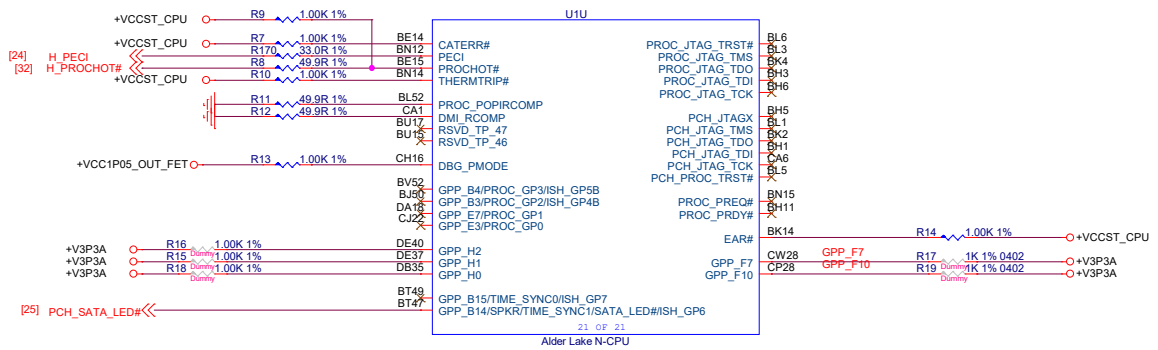 U1U
R9 1.00K 1%
+VCCST_CPU
+VCCST_CPU R7 1.00K 1% BE14 CATERR#
[24] H_PECI R170 33.0R 1% BN12 PECI
[32] H_PROCHOT# R8 49.9R 1% BE15 PROCHOT#
+VCCST_CPU R10 1.00K 1% BN14 THERMTRIP#
R11 49.9R 1% BL52 PROC_POPIRCOMP
R12 49.9R 1% CA1 DMI_RCOMP
BU17 RSVD_TP_47
BU15 RSVD_TP_46
+VCC1P05_OUT_FET R13 1.00K 1% CH16 DBG_PMODE
BV52 GPP_B4/PROC_GP3/ISH_GP5B
BJ50 GPP_B3/PROC_GP2/ISH_GP4B
DA18 GPP_E7/PROC_GP1
CJ22 GPP_E3/PROC_GP0
+V3P3A R16 1.00K 1% Dummy DE40 GPP_H2
+V3P3A R15 1.00K 1% Dummy DE37 GPP_H1
+V3P3A R18 1.00K 1% Dummy DB35 GPP_H0
BT49 GPP_B15/TIME_SYNC0/ISH_GP7
[25] PCH_SATA_LED# BT47 GPP_B14/SPKR/TIME_SYNC1/SATA_LED#/ISH_GP6
PROC_JTAG_TRST# BL6
PROC_JTAG_TMS BL3
PROC_JTAG_TDO BK4
PROC_JTAG_TDI BH3
PROC_JTAG_TCK BH6
PCH_JTAGX BH5
PCH_JTAG_TMS BL1
PCH_JTAG_TDO BK2
PCH_JTAG_TDI BH1
PCH_JTAG_TCK CA6
PCH_PROC_TRST# BL5
PROC_PREQ# BN15
PROC_PRDY# BH11
EAR# BK14 R14 1.00K 1% +VCCST_CPU
GPP_F7 CW28 GPP_F7 R17 1K 1% 0402 Dummy +V3P3A
GPP_F10 CP28 GPP_F10 R19 1K 1% 0402 Dummy +V3P3A
21 OF 21
Alder Lake N-CPU